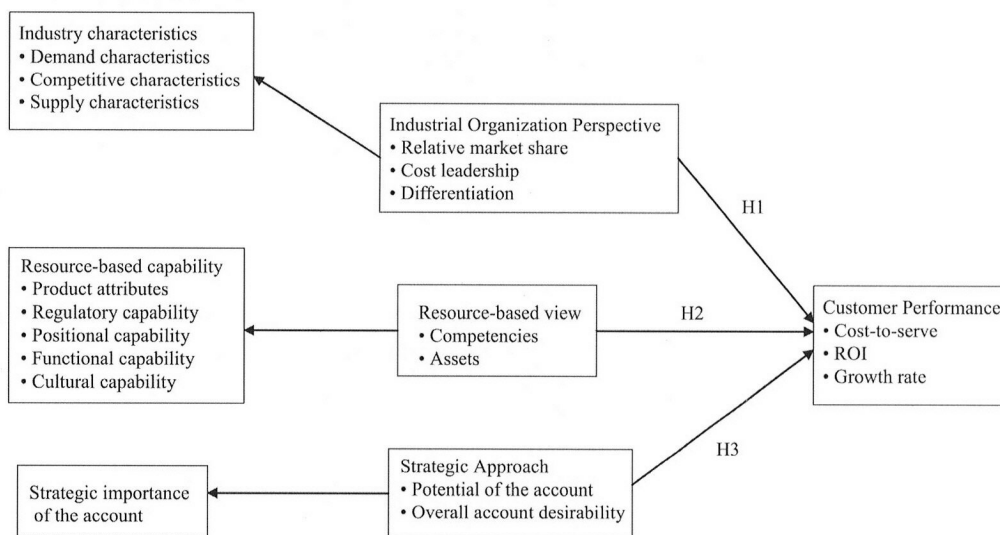 Industry characteristics
• Demand characteristics
• Competitive characteristics
• Supply characteristics
Industrial Organization Perspective
• Relative market share
• Cost leadership
• Differentiation
H1
Resource-based capability
• Product attributes
• Regulatory capability
• Positional capability
• Functional capability
• Cultural capability
Resource-based view
• Competencies
• Assets
H2
Customer Performance
• Cost-to-serve
• ROI
• Growth rate
H3
Strategic importance
of the account
Strategic Approach
• Potential of the account
• Overall account desirability